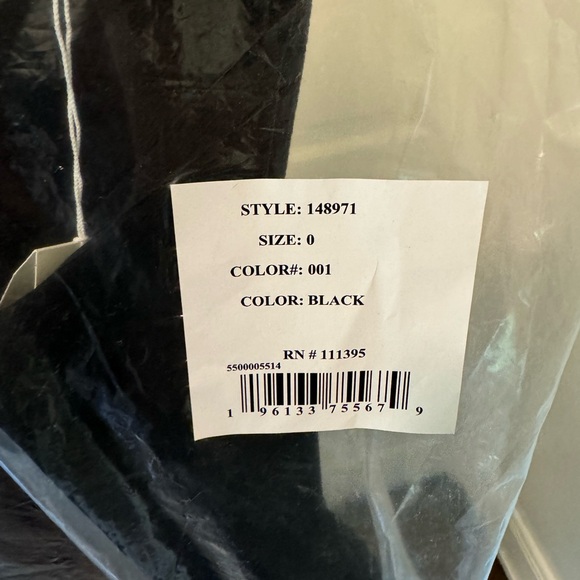 STYLE: 148971
SIZE: 0
COLOR#: 001
COLOR: BLACK
RN # 111395
5500005514
1 96133 75567 9